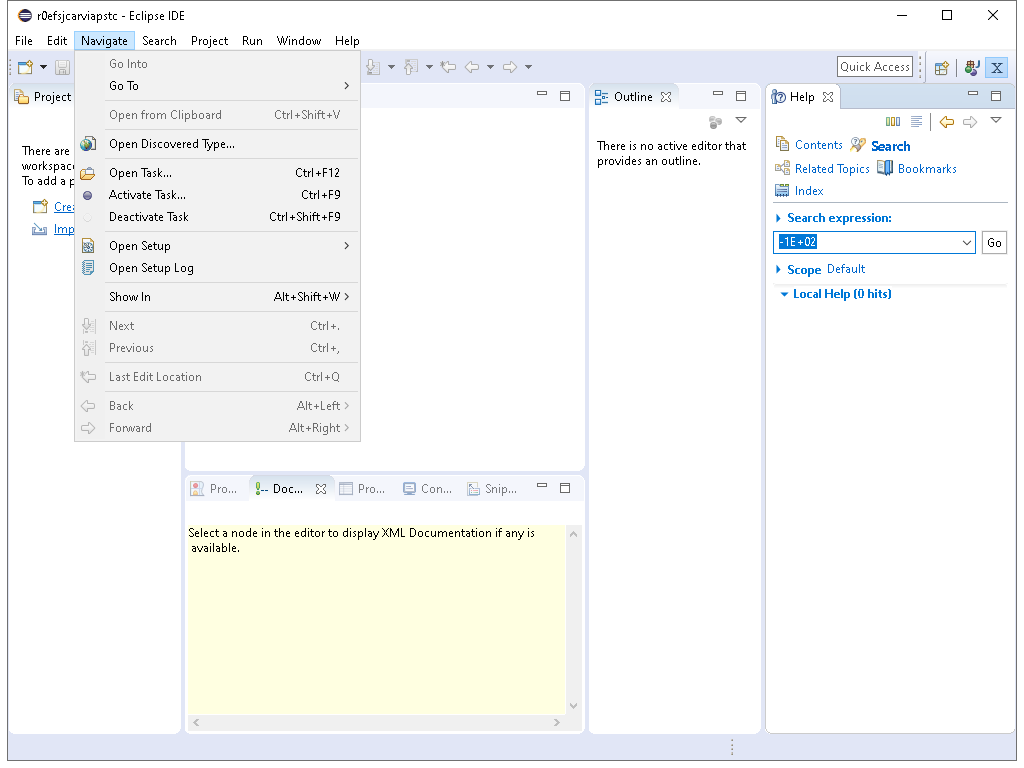 r0efsjcarviapstc - Eclipse IDE
File Edit Navigate Search Project Run Window Help
Quick Access
Project
There are
workspac
To add a p
Crea
Imp
Go Into
Go To
Open from Clipboard Ctrl+Shift+V
Open Discovered Type...
Open Task... Ctrl+F12
Activate Task... Ctrl+F9
Deactivate Task Ctrl+Shift+F9
Open Setup
Open Setup Log
Show In Alt+Shift+W
Next Ctrl+.
Previous Ctrl+,
Last Edit Location Ctrl+Q
Back Alt+Left
Forward Alt+Right
Pro... Doc... Pro... Con... Snip...
Select a node in the editor to display XML Documentation if any is
available.
Outline
There is no active editor that
provides an outline.
Help
Contents Search
Related Topics Bookmarks
Index
Search expression:
-1E+02 Go
Scope Default
Local Help (0 hits)